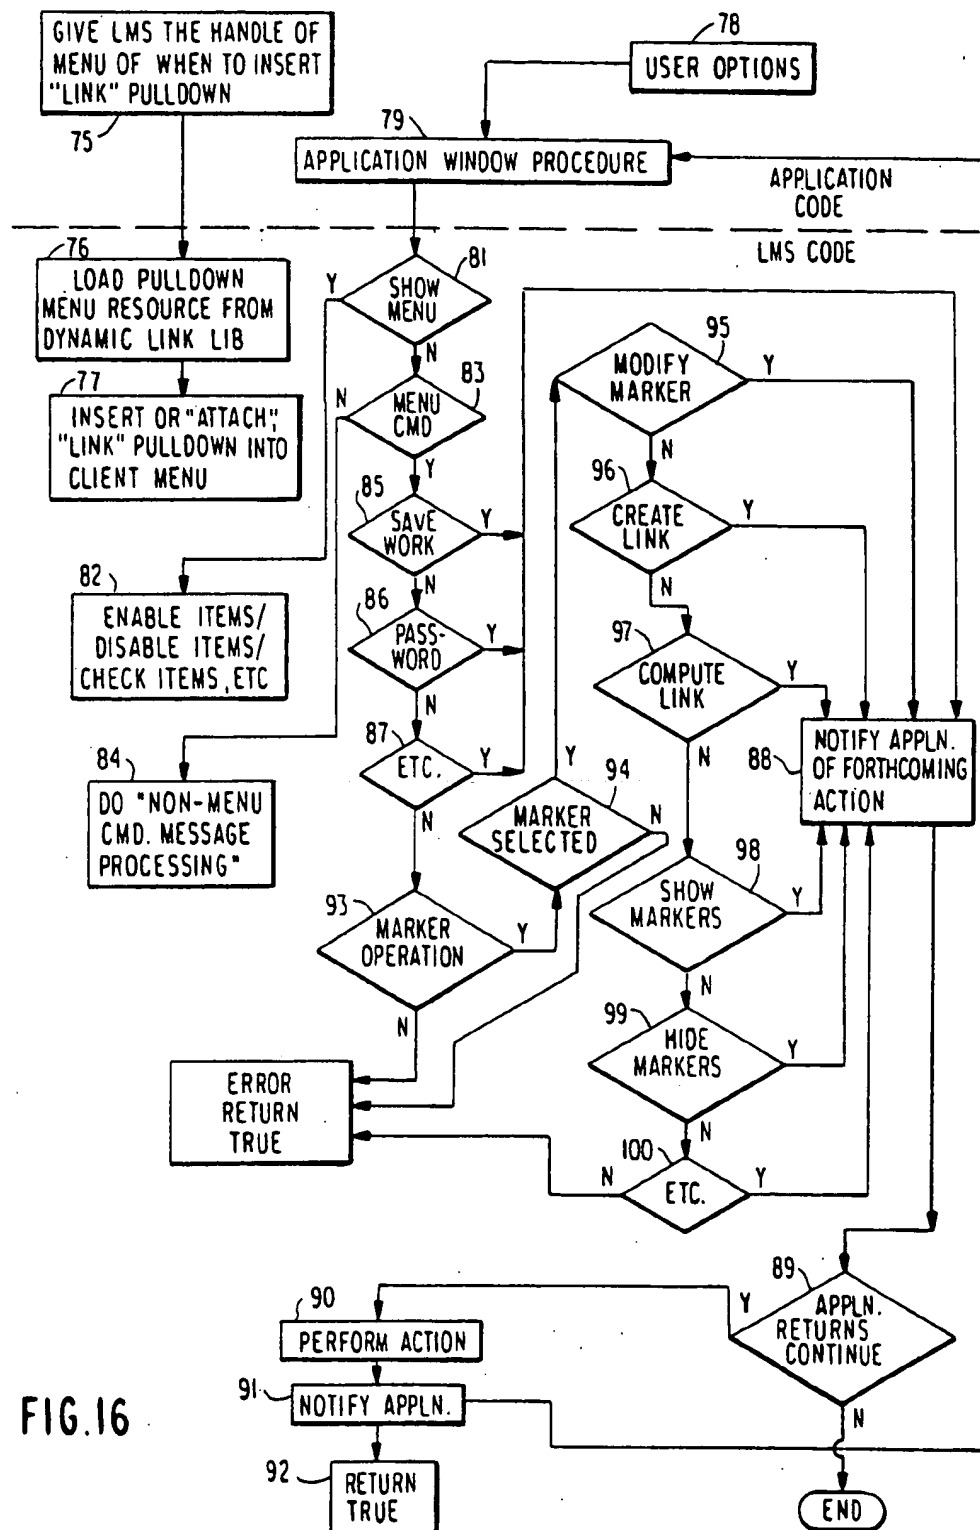 GIVE LMS THE HANDLE OF
MENU OF WHEN TO INSERT
"LINK" PULLDOWN
75
78
USER OPTIONS
79
APPLICATION WINDOW PROCEDURE
APPLICATION
CODE
LMS CODE
76
LOAD PULLDOWN
MENU RESOURCE FROM
DYNAMIC LINK LIB
77
INSERT OR "ATTACH",
"LINK" PULLDOWN INTO
CLIENT MENU
81
Y
SHOW
MENU
N
83
N
MENU
CMD
Y
85
SAVE
WORK
Y
N
86
PASS-
WORD
Y
N
87
ETC.
Y
N
82
ENABLE ITEMS/
DISABLE ITEMS/
CHECK ITEMS, ETC
84
DO "NON-MENU
CMD. MESSAGE
PROCESSING"
93
MARKER
OPERATION
Y
N
94
Y
MARKER
SELECTED
N
95
MODIFY
MARKER
Y
N
96
CREATE
LINK
Y
N
97
COMPUTE
LINK
Y
N
88
NOTIFY APPLN.
OF FORTHCOMING
ACTION
98
SHOW
MARKERS
Y
N
99
HIDE
MARKERS
Y
N
100
N
ETC.
Y
ERROR
RETURN
TRUE
89
Y
APPLN.
RETURNS
CONTINUE
N
90
PERFORM ACTION
91
NOTIFY APPLN.
92
RETURN
TRUE
END
FIG.16